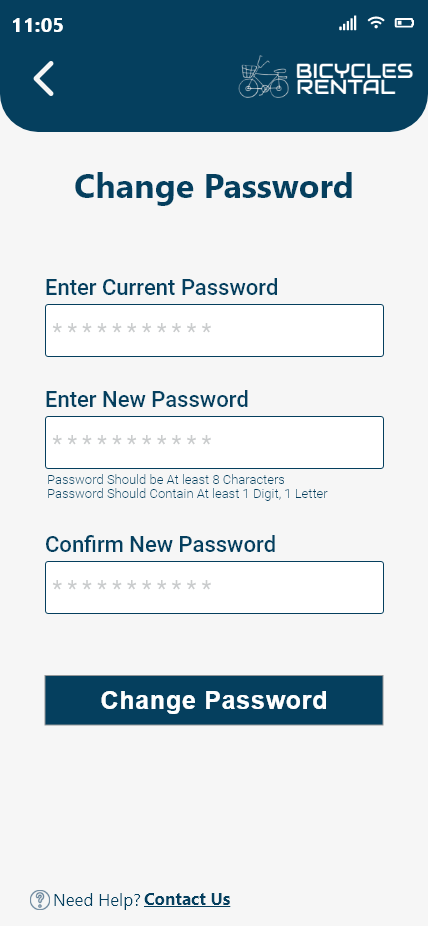 11:05
BICYCLES
RENTAL
Change Password
Enter Current Password
***********
Enter New Password
***********
Password Should be At least 8 Characters
Password Should Contain At least 1 Digit, 1 Letter
Confirm New Password
***********
Change Password
Need Help? Contact Us